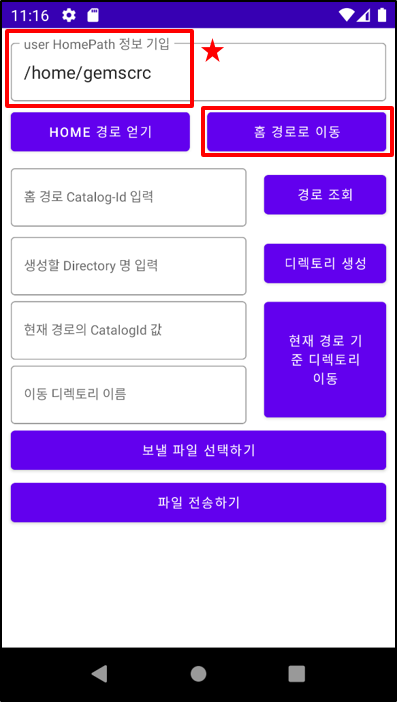 11:16
user HomePath 정보 기입
/home/gemscrc
HOME 경로 얻기
홈 경로로 이동
홈 경로 Catalog-Id 입력
경로 조회
생성할 Directory 명 입력
디렉토리 생성
현재 경로의 CatalogId 값
현재 경로 기
준 디렉토리
이동
이동 디렉토리 이름
보낼 파일 선택하기
파일 전송하기